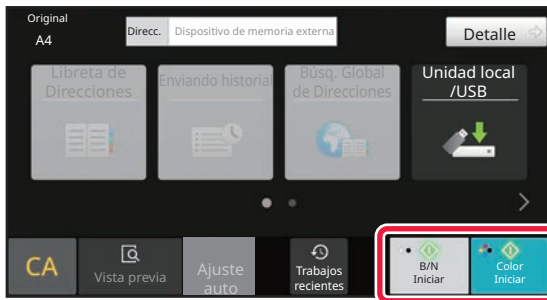 Original
A4
Direcc. Dispositivo de memoria externa
Detalle
Libreta de
Direcciones
Enviando historial
Búsq. Global
de Direcciones
Unidad local
/USB
CA
Vista previa
Ajuste
auto
Trabajos
recientes
B/N
Iniciar
Color
Iniciar